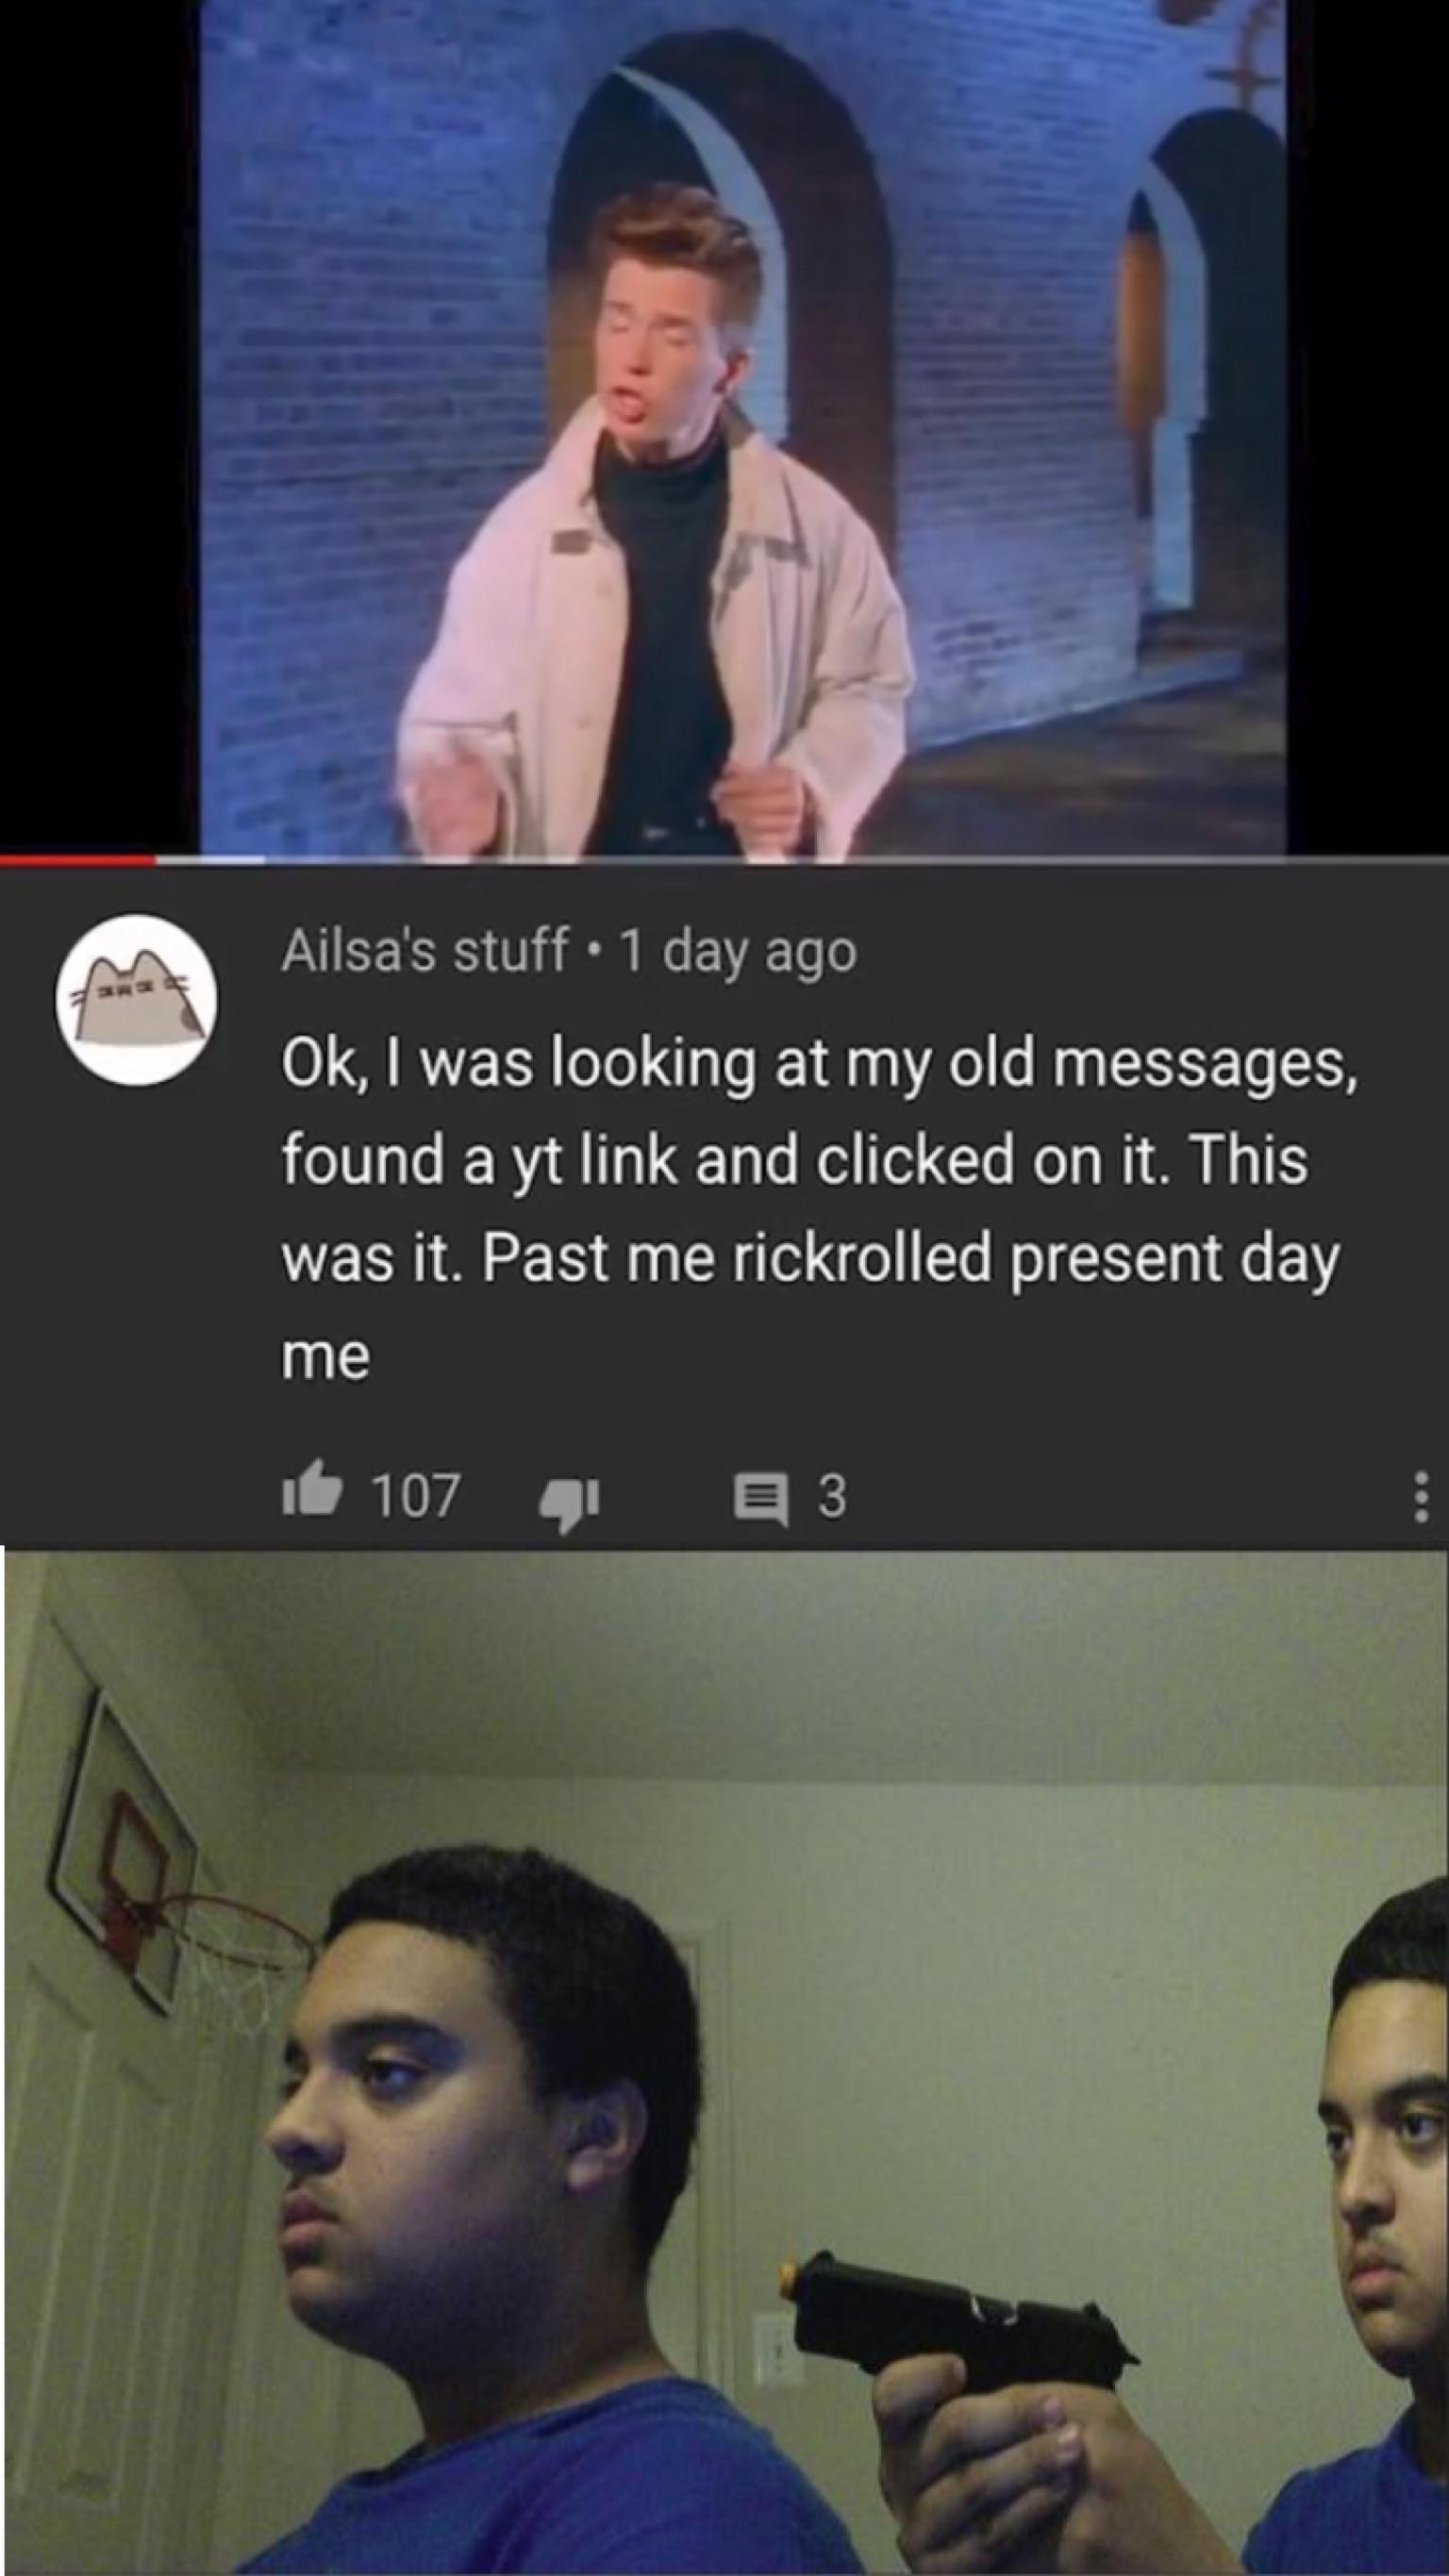 Ailsa's stuff • 1 day ago
Ok, I was looking at my old messages,
found a yt link and clicked on it. This
was it. Past me rickrolled present day
me
107 3